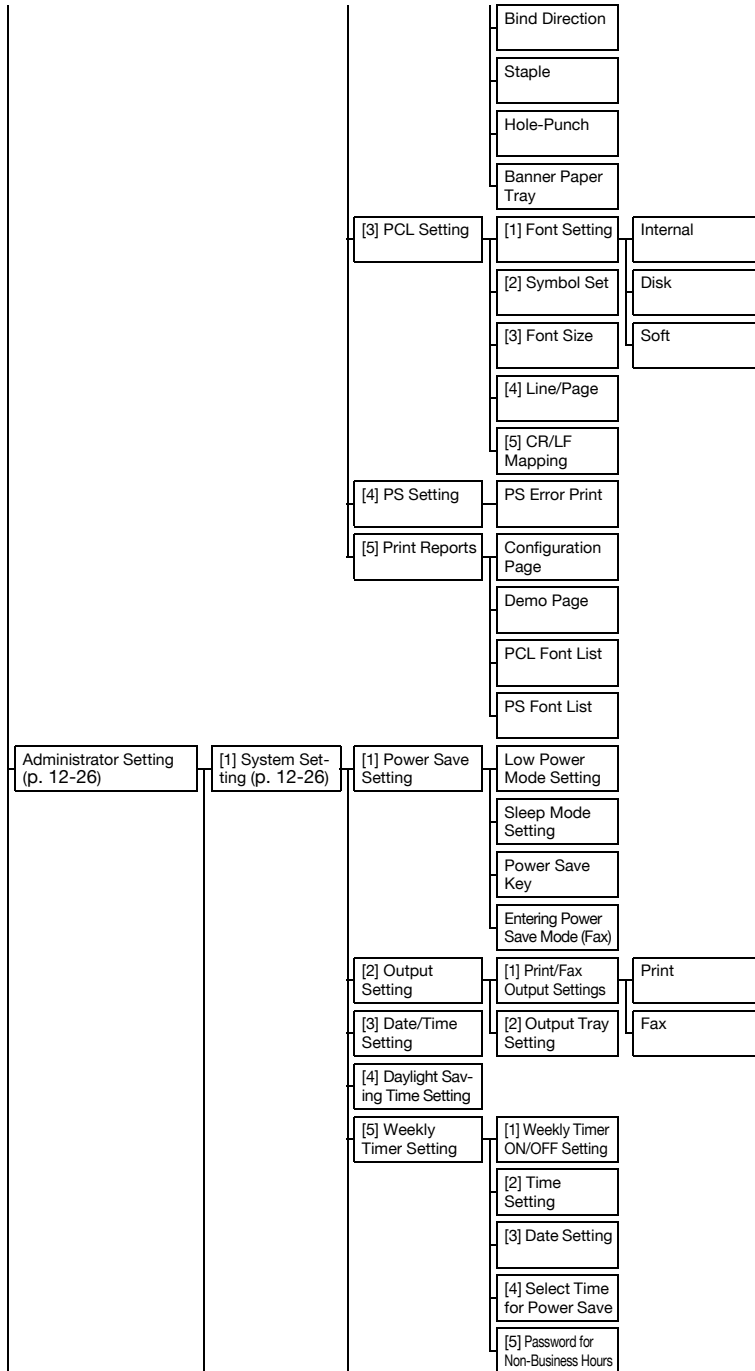 Bind Direction
Staple
Hole-Punch
Banner Paper
Tray
[3] PCL Setting
[1] Font Setting
Internal
[2] Symbol Set
Disk
[3] Font Size
Soft
[4] Line/Page
[5] CR/LF
Mapping
[4] PS Setting
PS Error Print
[5] Print Reports
Configuration
Page
Demo Page
PCL Font List
PS Font List
Administrator Setting
(p. 12-26)
[1] System Set-
ting (p. 12-26)
[1] Power Save
Setting
Low Power
Mode Setting
Sleep Mode
Setting
Power Save
Key
Entering Power
Save Mode (Fax)
[2] Output
Setting
[1] Print/Fax
Output Settings
Print
[3] Date/Time
Setting
[2] Output Tray
Setting
Fax
[4] Daylight Sav-
ing Time Setting
[5] Weekly
Timer Setting
[1] Weekly Timer
ON/OFF Setting
[2] Time
Setting
[3] Date Setting
[4] Select Time
for Power Save
[5] Password for
Non-Business Hours